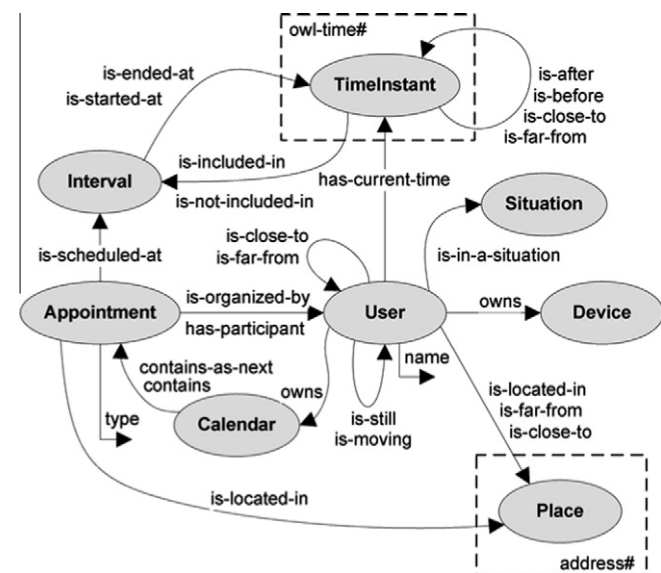 owl-time#
TimeInstant
is-ended-at
is-started-at
is-after
is-before
is-close-to
is-far-from
is-included-in
is-not-included-in
has-current-time
Interval
Situation
is-close-to
is-far-from
is-scheduled-at
is-in-a-situation
Appointment
is-organized-by
has-participant
User
owns
Device
name
contains-as-next
contains
owns
type
Calendar
is-still
is-moving
is-located-in
is-far-from
is-close-to
is-located-in
Place
address#